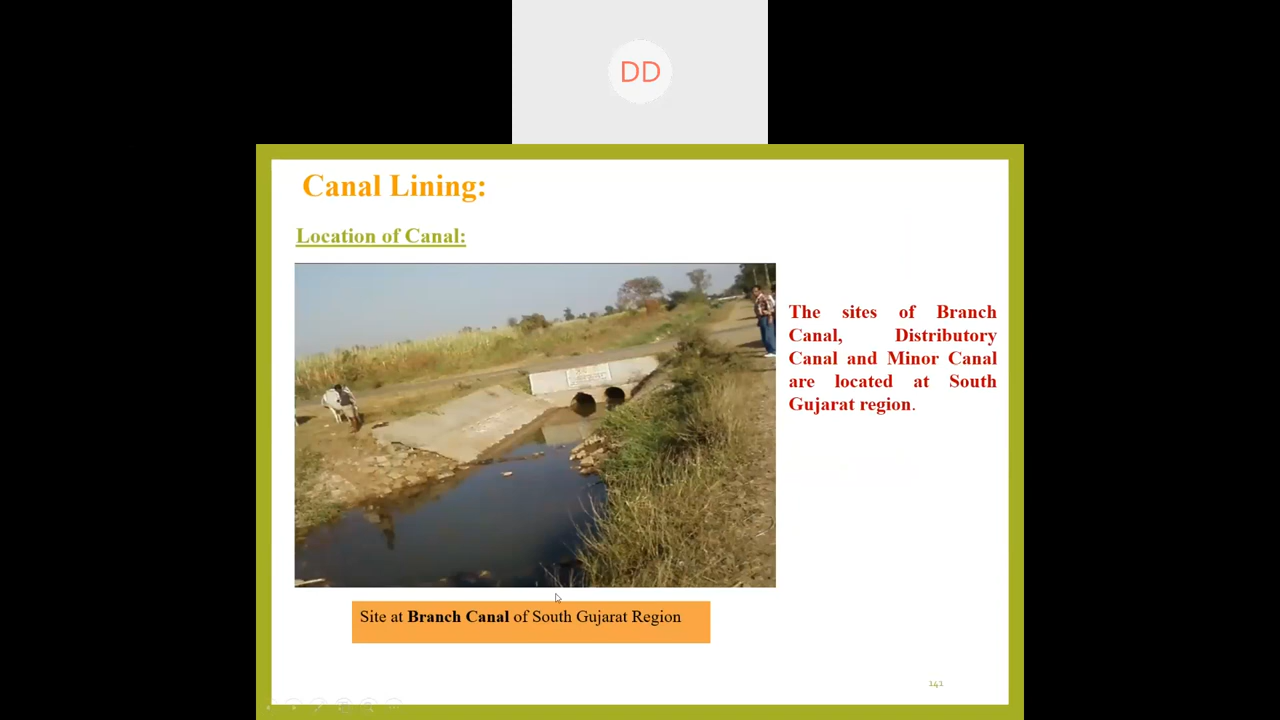 DD
Canal Lining:
Location of Canal:
The sites of Branch
Canal, Distributory
Canal and Minor Canal
are located at South
Gujarat region.
Site at Branch Canal of South Gujarat Region
141